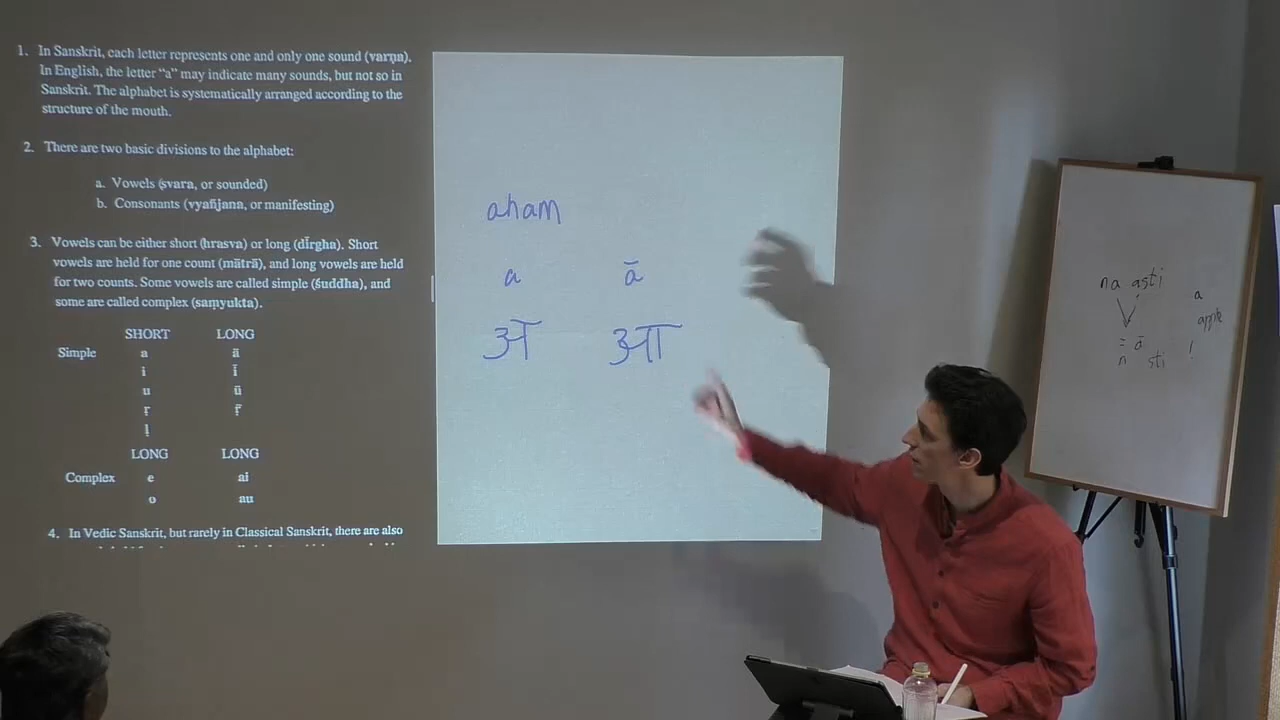 1. In Sanskrit, each letter represents one and only one sound (varṇa).
In English, the letter “a” may indicate many sounds, but not so in
Sanskrit. The alphabet is systematically arranged according to the
structure of the mouth.
2. There are two basic divisions to the alphabet:
a. Vowels (svara, or sounded)
b. Consonants (vyañjana, or manifesting)
3. Vowels can be either short (hrasva) or long (dīrgha). Short
vowels are held for one count (mātrā), and long vowels are held
for two counts. Some vowels are called simple (śuddha), and
some are called complex (saṃyukta).
SHORT LONG
Simple a ā
i ī
u ū
ṛ ṝ
ḷ
LONG LONG
Complex e ai
o au
4. In Vedic Sanskrit, but rarely in Classical Sanskrit, there are also
aham
a ā
अ आ
na asti
= ā
n sti
a
apple
!